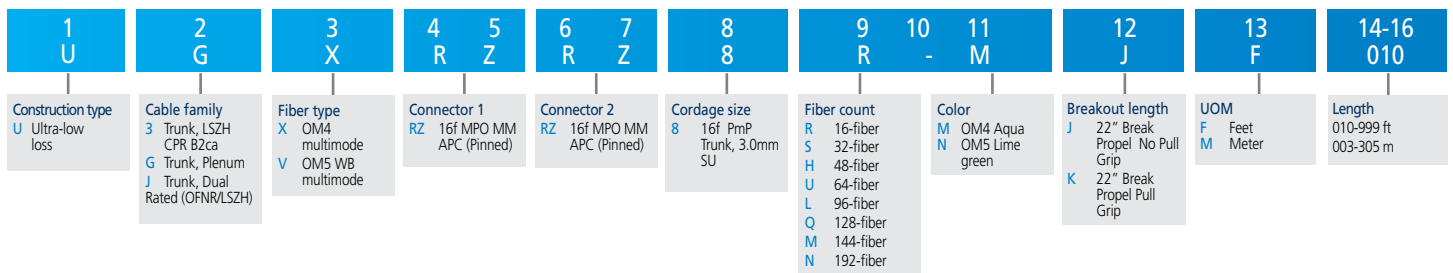 1 2 3 4 5 6 7 8 9 10 11 12 13 14-16
U G X R Z R Z 8 R - M J F 010
Construction type
U Ultra-low
loss
Cable family
3 Trunk, LSZH
CPR B2ca
G Trunk, Plenum
J Trunk, Dual
Rated (OFNR/LSZH)
Fiber type
X OM4
multimode
V OM5 WB
multimode
Connector 1
RZ 16f MPO MM
APC (Pinned)
Connector 2
RZ 16f MPO MM
APC (Pinned)
Cordage size
8 16f PmP
Trunk, 3.0mm
SU
Fiber count
R 16-fiber
S 32-fiber
H 48-fiber
U 64-fiber
L 96-fiber
Q 128-fiber
M 144-fiber
N 192-fiber
Color
M OM4 Aqua
N OM5 Lime
green
Breakout length
J 22” Break
Propel No Pull
Grip
K 22” Break
Propel Pull
Grip
UOM
F Feet
M Meter
Length
010-999 ft
003-305 m